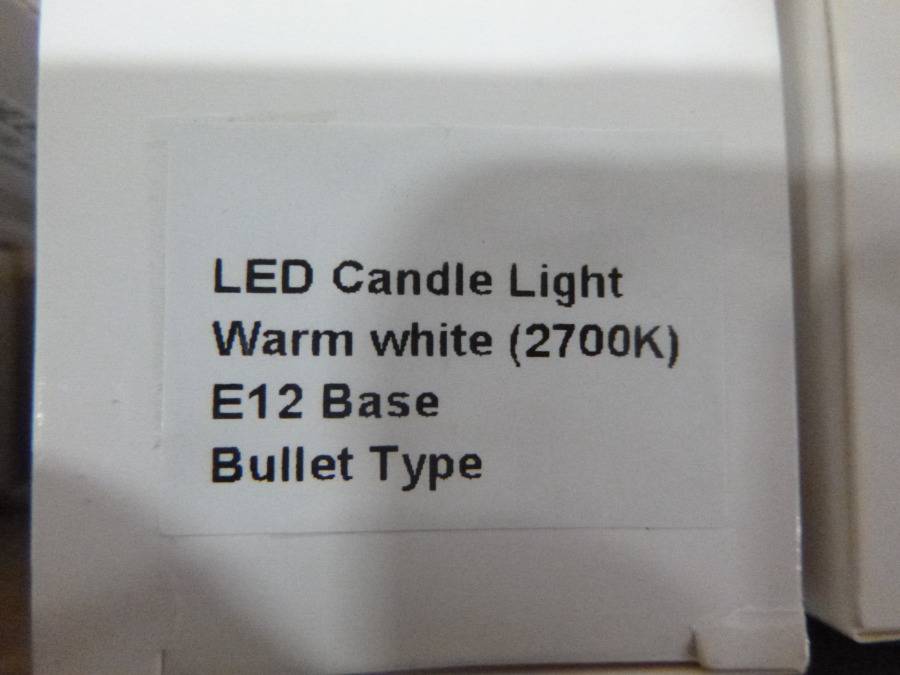 LED Candle Light
Warm white (2700K)
E12 Base
Bullet Type